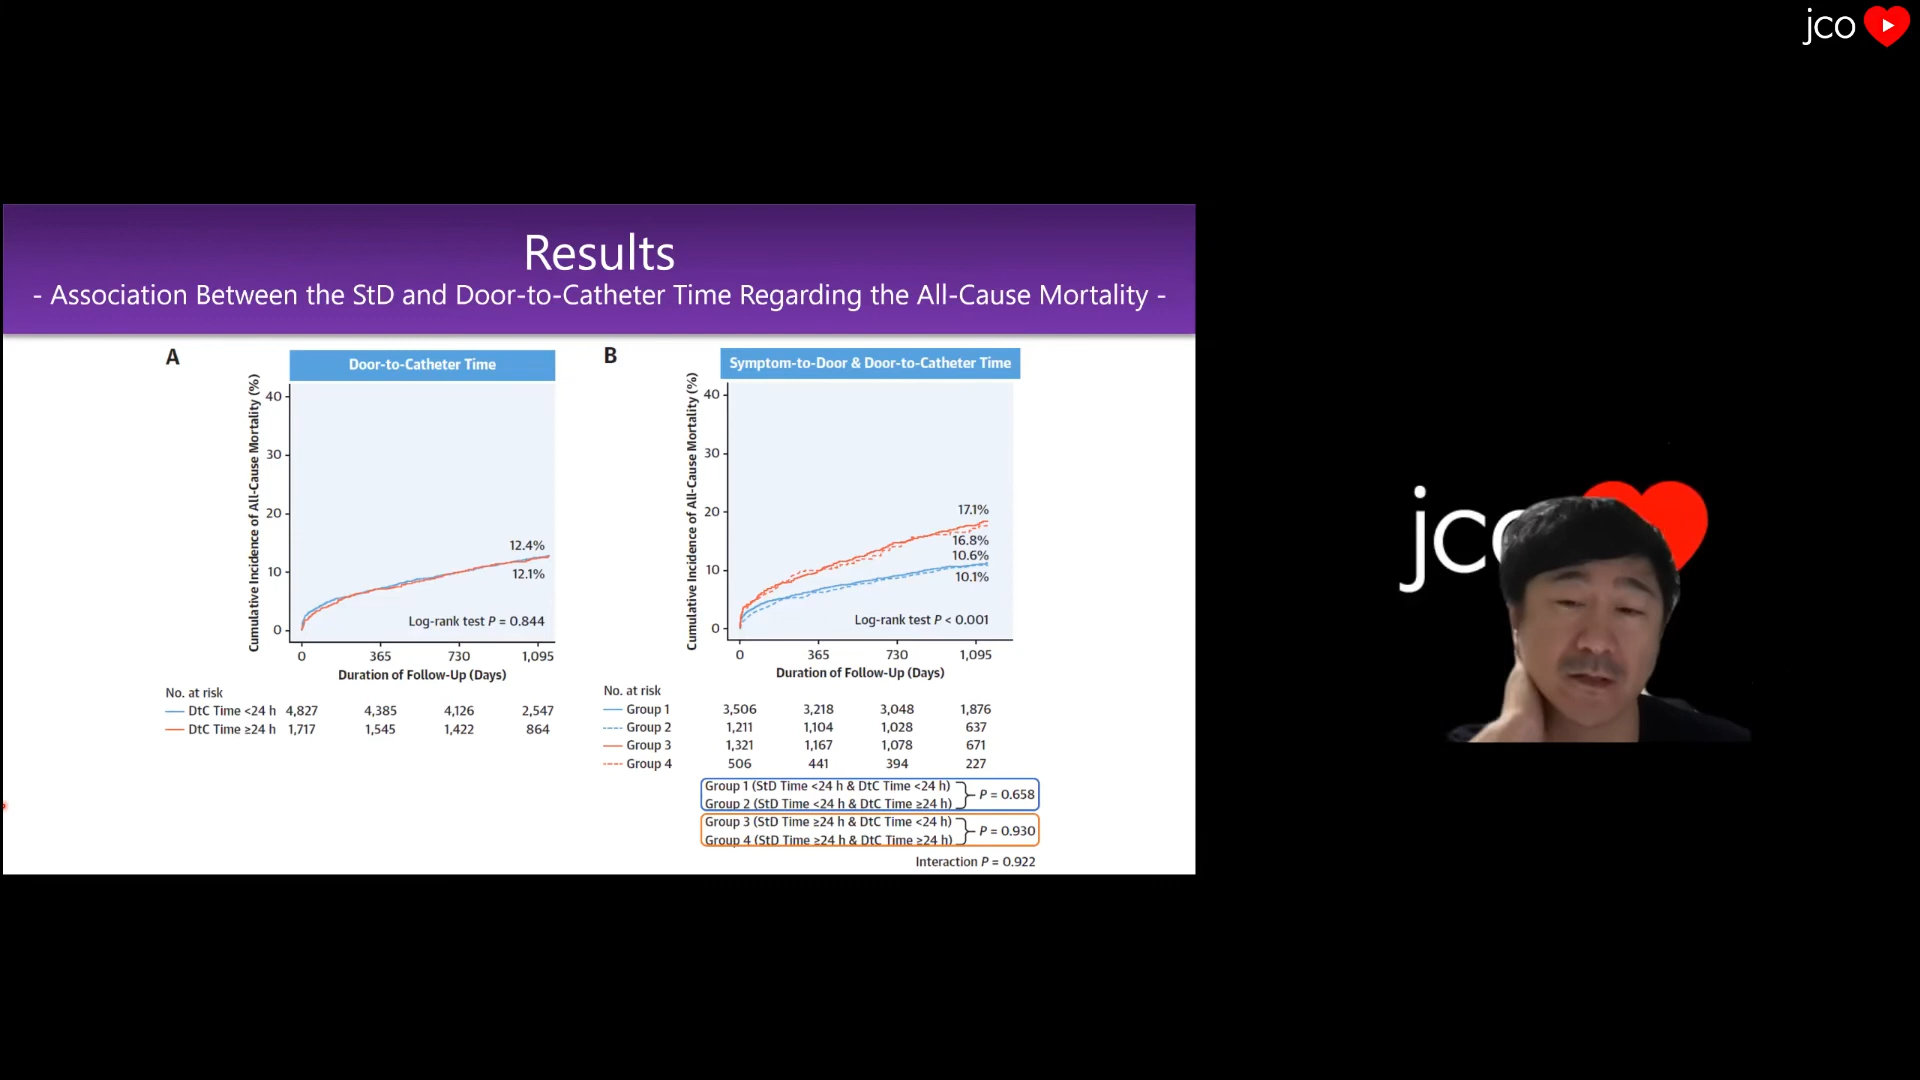 jco
Results
- Association Between the StD and Door-to-Catheter Time Regarding the All-Cause Mortality -
A
Door-to-Catheter Time
Cumulative Incidence of All-Cause Mortality (%)
40
30
20
10
0
12.4%
12.1%
Log-rank test P = 0.844
0 365 730 1,095
Duration of Follow-Up (Days)
No. at risk
DtC Time <24 h 4,827 4,385 4,126 2,547
DtC Time ≥24 h 1,717 1,545 1,422 864
B
Symptom-to-Door & Door-to-Catheter Time
Cumulative Incidence of All-Cause Mortality (%)
40
30
20
10
0
17.1%
16.8%
10.6%
10.1%
Log-rank test P < 0.001
0 365 730 1,095
Duration of Follow-Up (Days)
No. at risk
Group 1 3,506 3,218 3,048 1,876
Group 2 1,211 1,104 1,028 637
Group 3 1,321 1,167 1,078 671
Group 4 506 441 394 227
Group 1 (StD Time <24 h & DtC Time <24 h)
Group 2 (StD Time <24 h & DtC Time ≥24 h)
P = 0.658
Group 3 (StD Time ≥24 h & DtC Time <24 h)
Group 4 (StD Time ≥24 h & DtC Time ≥24 h)
P = 0.930
Interaction P = 0.922
jco